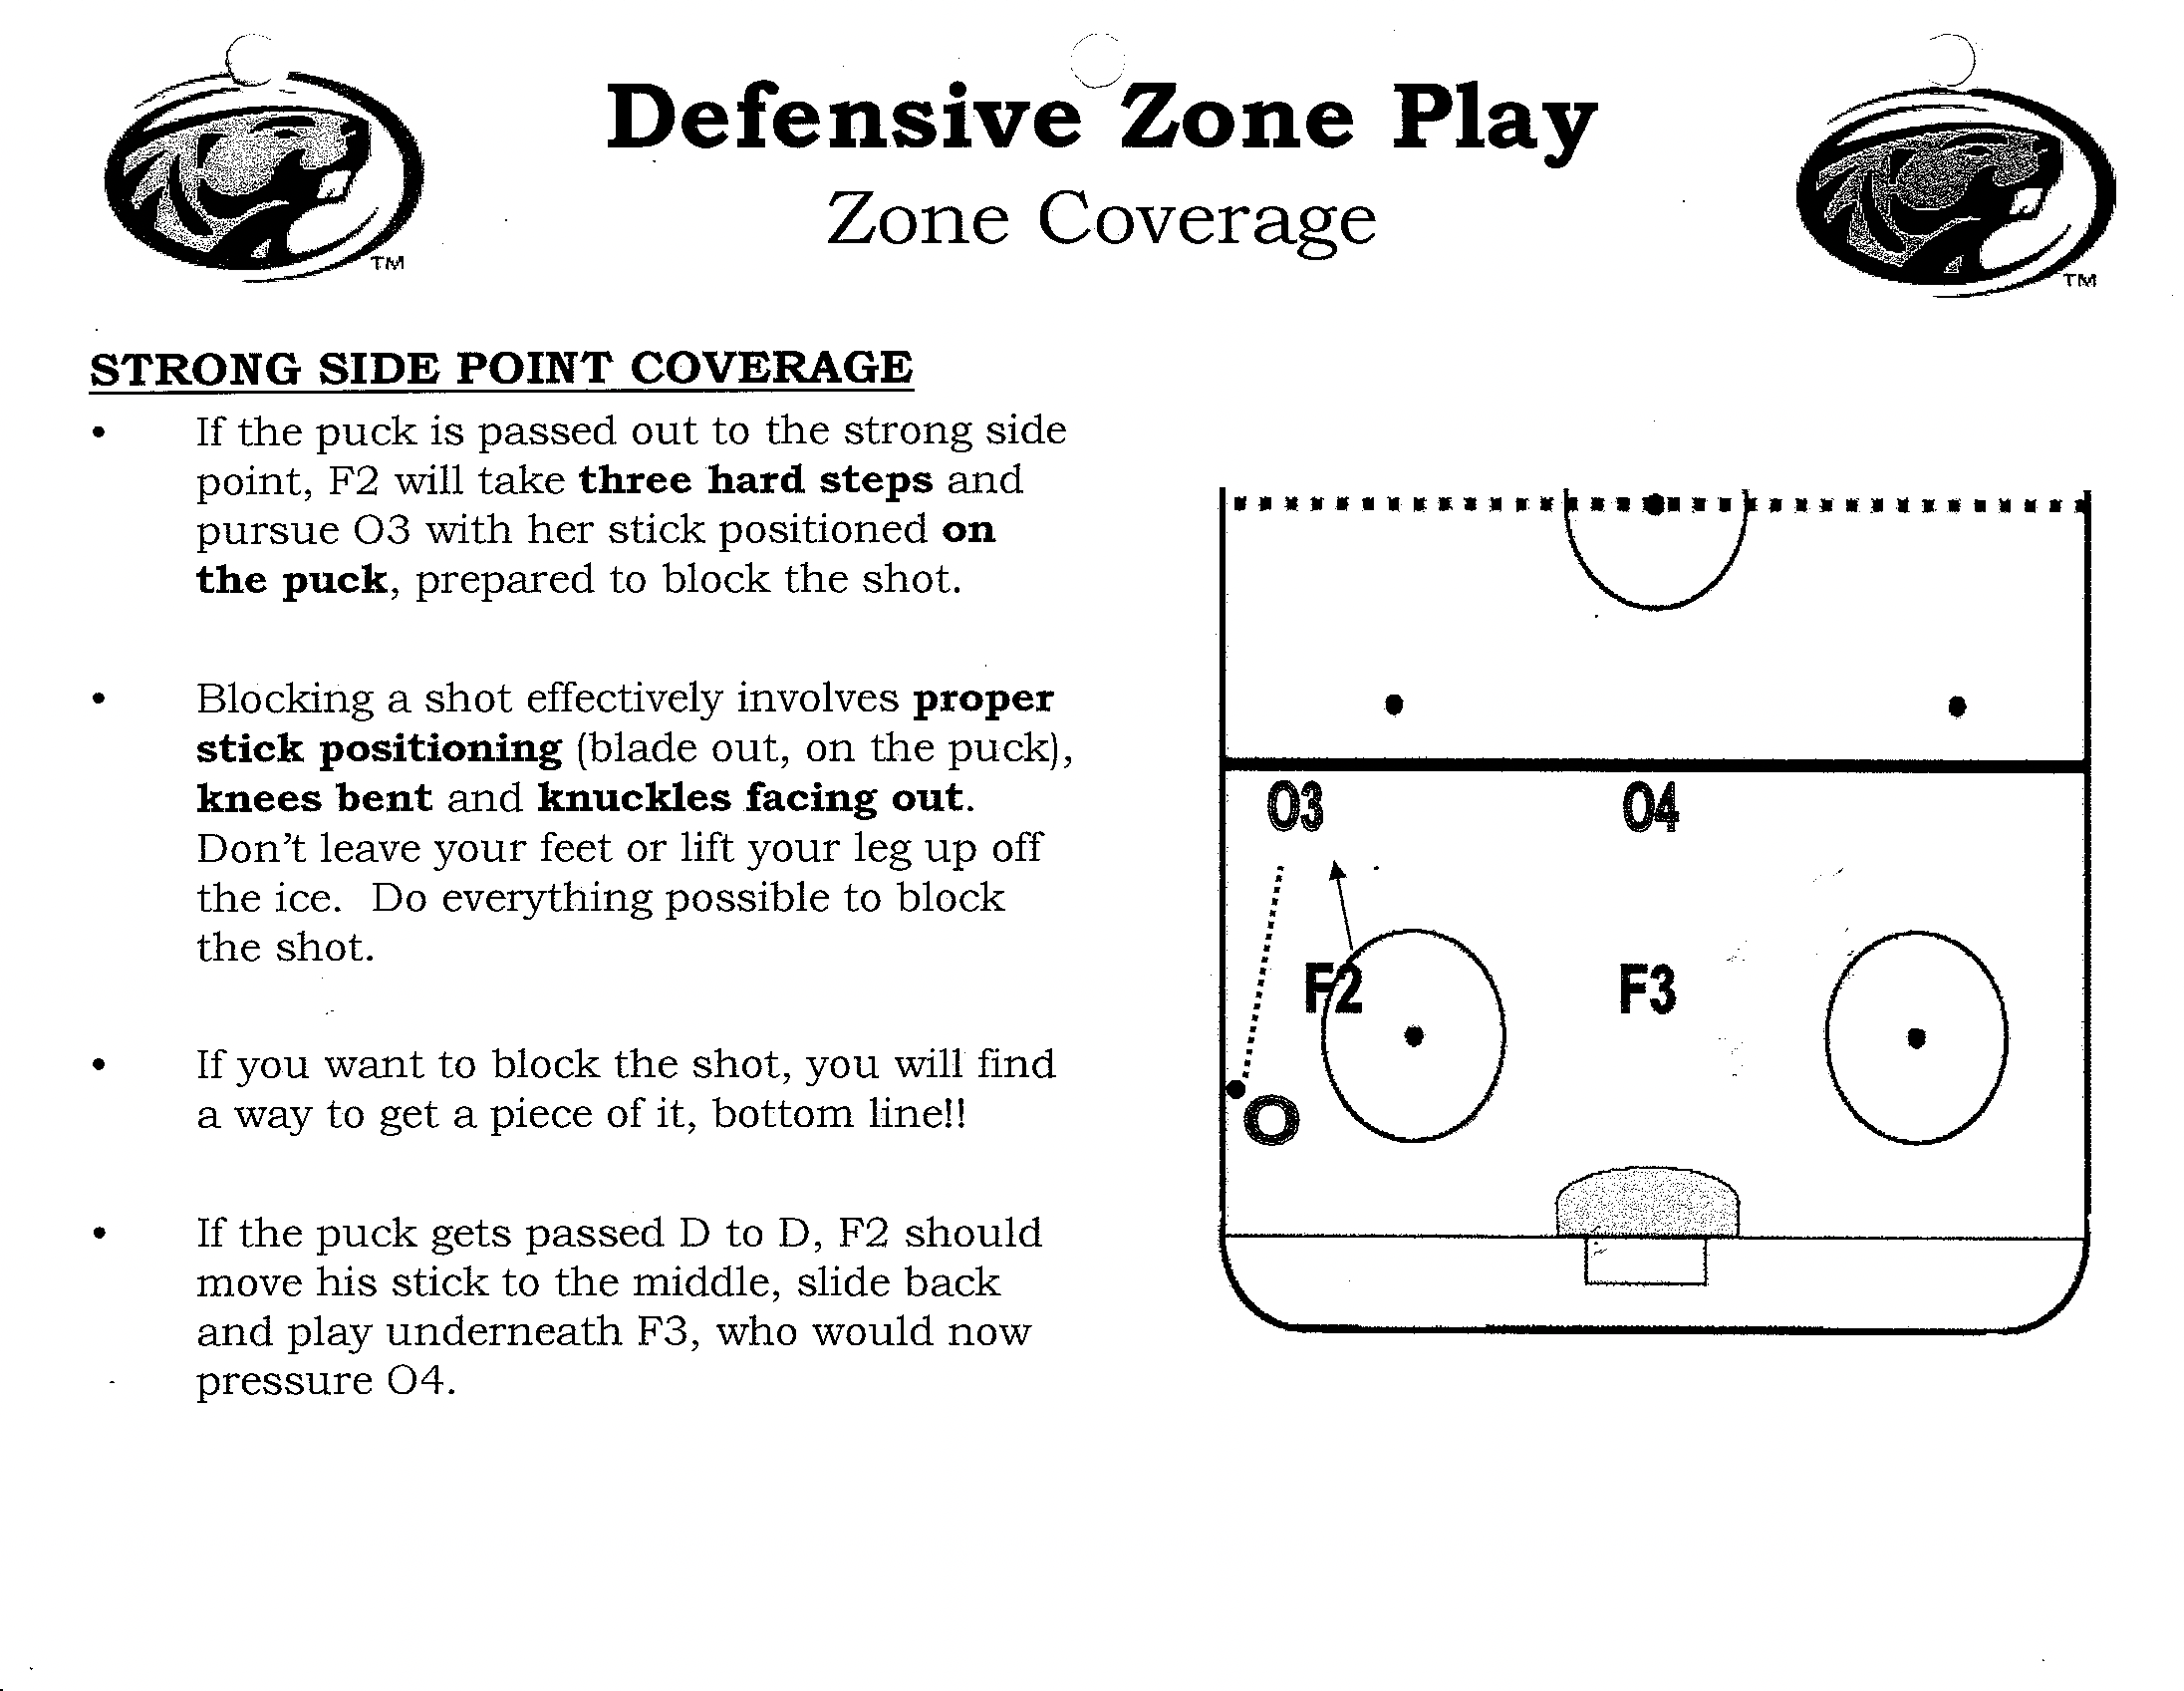 Defensive Zone Play
Zone Coverage
TM
TM
STRONG SIDE POINT COVERAGE
• If the puck is passed out to the strong side
point, F2 will take three hard steps and
pursue O3 with her stick positioned on
the puck, prepared to block the shot.
• Blocking a shot effectively involves proper
stick positioning (blade out, on the puck),
knees bent and knuckles facing out.
Don't leave your feet or lift your leg up off
the ice. Do everything possible to block
the shot.
• If you want to block the shot, you will find
a way to get a piece of it, bottom line!!
• If the puck gets passed D to D, F2 should
move his stick to the middle, slide back
and play underneath F3, who would now
pressure O4.
O3
O4
F2
F3
O